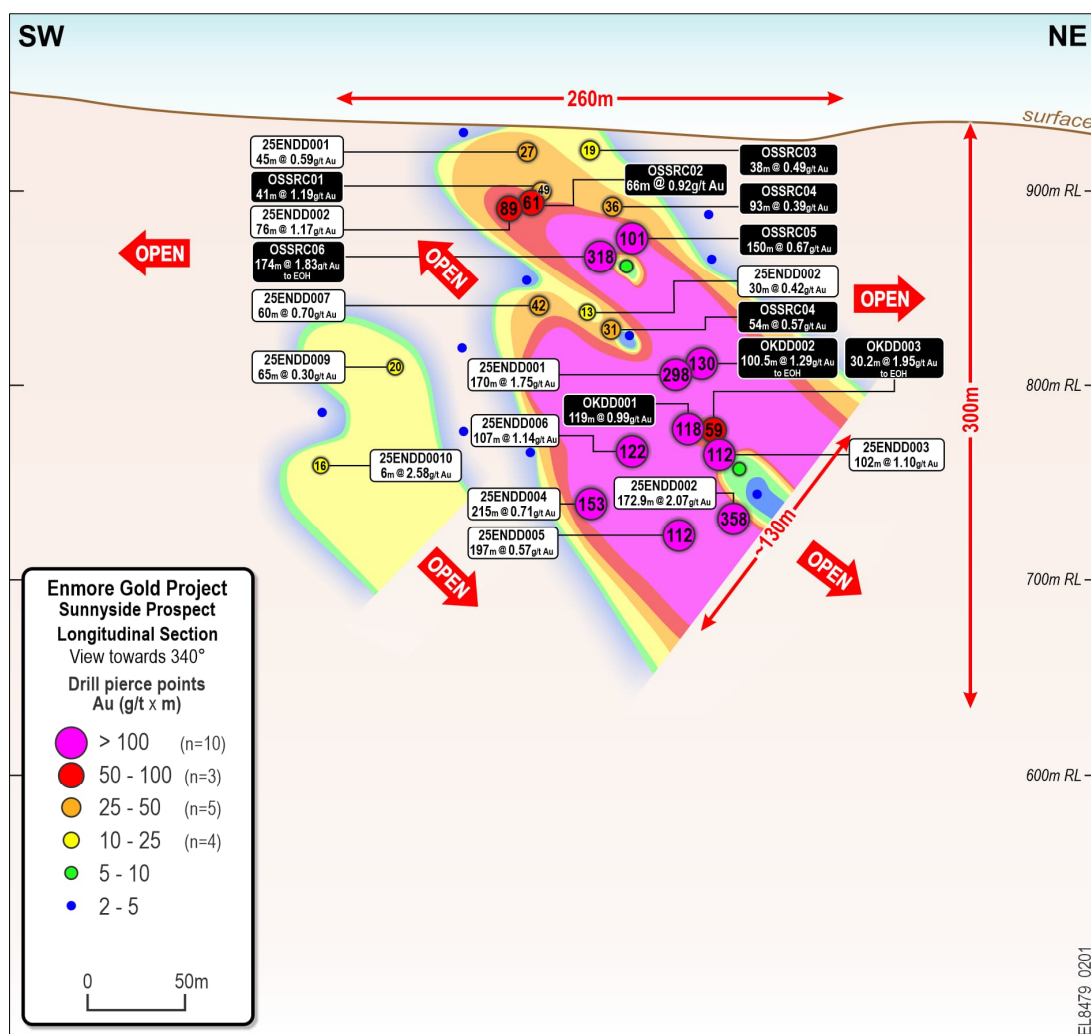 SW
NE
260m
surface
25ENDD001
45m @ 0.59g/t Au
27
19
OSSRC03
38m @ 0.49g/t Au
OSSRC01
41m @ 1.19g/t Au
49
61
OSSRC02
66m @ 0.92g/t Au
OSSRC04
93m @ 0.39g/t Au
900m RL
25ENDD002
76m @ 1.17g/t Au
89
36
OSSRC05
150m @ 0.67g/t Au
101
OPEN
OSSRC06
174m @ 1.83g/t Au
to EOH
OPEN
318
25ENDD002
30m @ 0.42g/t Au
OPEN
25ENDD007
60m @ 0.70g/t Au
42
13
31
OSSRC04
54m @ 0.57g/t Au
25ENDD009
65m @ 0.30g/t Au
20
25ENDD001
170m @ 1.75g/t Au
298
130
OKDD002
100.5m @ 1.29g/t Au
to EOH
OKDD003
30.2m @ 1.95g/t Au
to EOH
800m RL
300m
OKDD001
119m @ 0.99g/t Au
118
59
25ENDD006
107m @ 1.14g/t Au
122
112
25ENDD003
102m @ 1.10g/t Au
16
25ENDD0010
6m @ 2.58g/t Au
25ENDD002
172.9m @ 2.07g/t Au
25ENDD004
215m @ 0.71g/t Au
153
358
~130m
25ENDD005
197m @ 0.57g/t Au
112
OPEN
OPEN
700m RL
600m RL
Enmore Gold Project
Sunnyside Prospect
Longitudinal Section
View towards 340°
Drill pierce points
Au (g/t x m)
> 100 (n=10)
50 - 100 (n=3)
25 - 50 (n=5)
10 - 25 (n=4)
5 - 10
2 - 5
0 50m
EL8479_0201